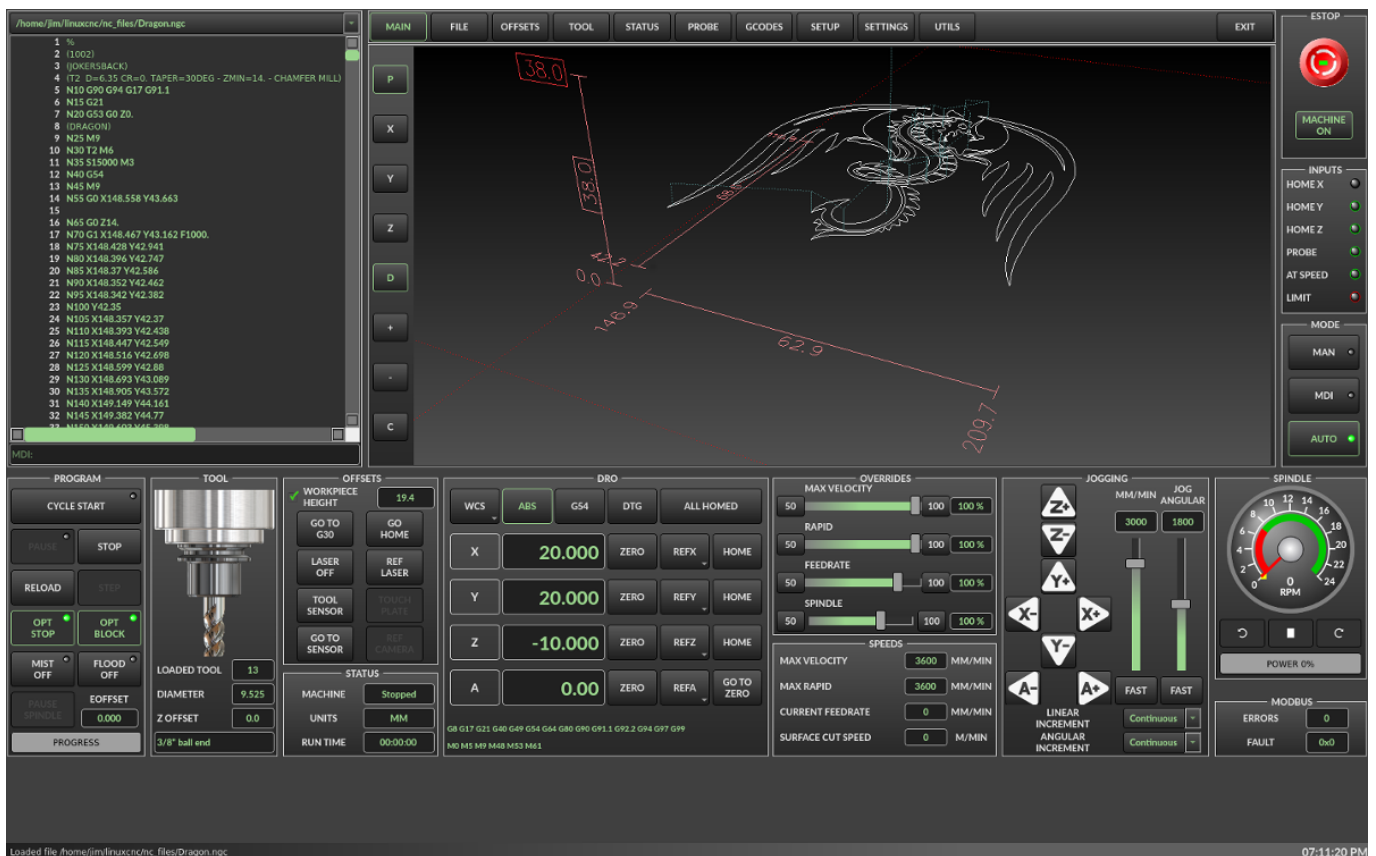 /home/jim/linuxcnc/nc_files/Dragon.ngc
1 %
2 (1002)
3 (JOKERSBACK)
4 (T2 D=6.35 CR=0. TAPER=30DEG - ZMIN=14. - CHAMFER MILL)
5 N10 G90 G94 G17 G91.1
6 N15 G21
7 N20 G53 G0 Z0.
8 (DRAGON)
9 N25 M9
10 N30 T2 M6
11 N35 S15000 M3
12 N40 G54
13 N45 M9
14 N55 G0 X148.558 Y43.663
15
16 N65 G0 Z14.
17 N70 G1 X148.467 Y43.162 F1000.
18 N75 X148.428 Y42.941
19 N80 X148.396 Y42.747
20 N85 X148.37 Y42.586
21 N90 X148.352 Y42.462
22 N95 X148.342 Y42.382
23 N100 Y42.35
24 N105 X148.357 Y42.37
25 N110 X148.393 Y42.438
26 N115 X148.447 Y42.549
27 N120 X148.516 Y42.698
28 N125 X148.599 Y42.88
29 N130 X148.693 Y43.089
30 N135 X148.905 Y43.572
31 N140 X149.149 Y44.161
32 N145 X149.382 Y44.77
MDI:
MAIN FILE OFFSETS TOOL STATUS PROBE GCODES SETUP SETTINGS UTILS EXIT
P
X
Y
Z
D
+
-
C
38.0
38.0
42.2
0.0
146.9
62.9
209.7
ESTOP
MACHINE
ON
INPUTS
HOME X
HOME Y
HOME Z
PROBE
AT SPEED
LIMIT
MODE
MAN
MDI
AUTO
PROGRAM
CYCLE START
PAUSE STOP
RELOAD STEP
OPT
STOP
OPT
BLOCK
MIST
OFF
FLOOD
OFF
PAUSE
SPINDLE
EOFFSET
0.000
PROGRESS
TOOL
LOADED TOOL 13
DIAMETER 9.525
Z OFFSET 0.0
3/8" ball end
OFFSETS
WORKPIECE
HEIGHT
19.4
GO TO
G30
GO
HOME
LASER
OFF
REF
LASER
TOOL
SENSOR
TOUCH
PLATE
GO TO
SENSOR
REF
CAMERA
STATUS
MACHINE Stopped
UNITS MM
RUN TIME 00:00:00
DRO
WCS ABS G54 DTG ALL HOMED
X 20.000 ZERO REFX HOME
Y 20.000 ZERO REFY HOME
Z -10.000 ZERO REFZ HOME
A 0.00 ZERO REFA GO TO
ZERO
G8 G17 G21 G40 G49 G54 G64 G80 G90 G91.1 G92.2 G94 G97 G99
M0 M5 M9 M48 M53 M61
OVERRIDES
MAX VELOCITY
50 100 100 %
RAPID
50 100 100 %
FEEDRATE
50 100 100 %
SPINDLE
50 100 100 %
SPEEDS
MAX VELOCITY 3600 MM/MIN
MAX RAPID 3600 MM/MIN
CURRENT FEEDRATE 0 MM/MIN
SURFACE CUT SPEED 0 M/MIN
JOGGING
Z+
Z-
Y+
X- X+
Y-
A- A+
MM/MIN
JOG
ANGULAR
3000 1800
FAST FAST
LINEAR
INCREMENT
Continuous
ANGULAR
INCREMENT
Continuous
SPINDLE
0 2 4 6 8 10 12 14 16 18 20 22 24
0
RPM
POWER 0%
MODBUS
ERRORS 0
FAULT 0x0
Loaded file /home/jim/linuxcnc/nc_files/Dragon.ngc
07:11:20 PM